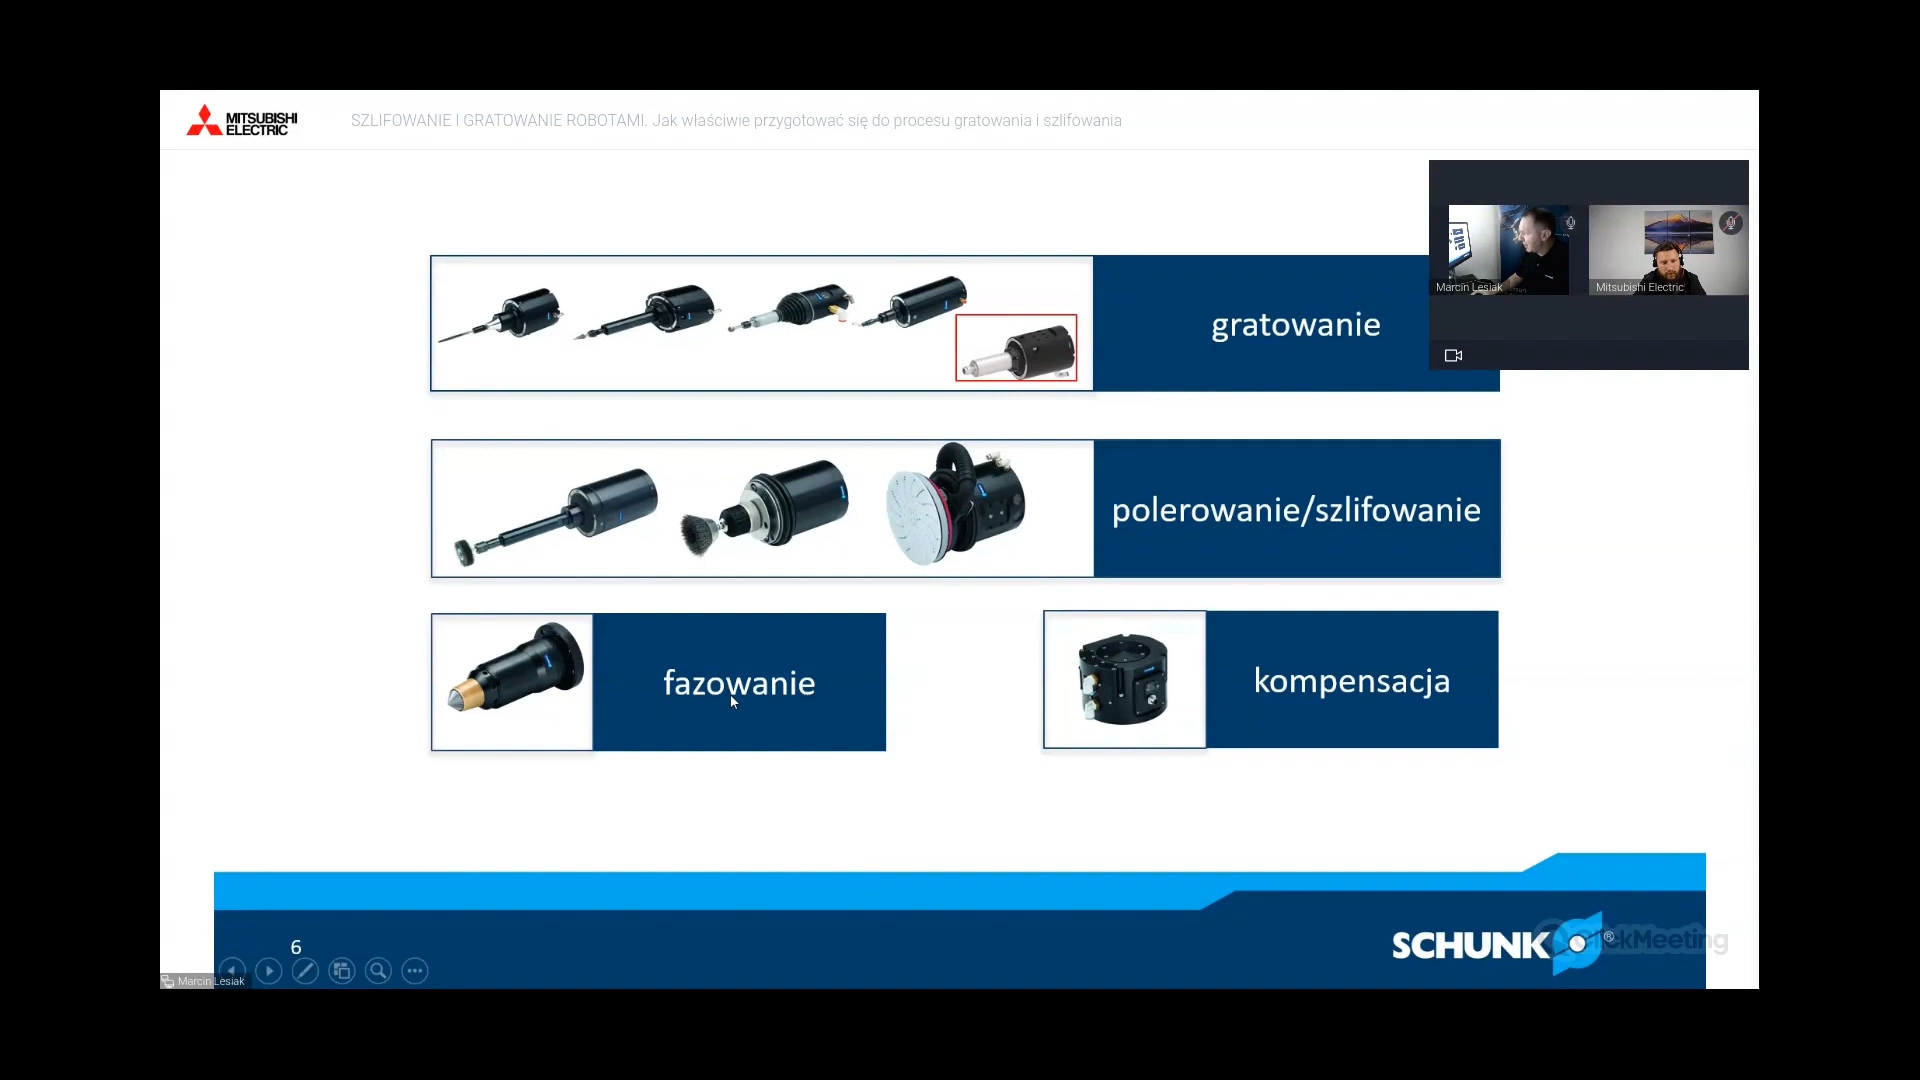 MITSUBISHI
ELECTRIC
SZLIFOWANIE I GRATOWANIE ROBOTAMI. Jak właściwie przygotować się do procesu gratowania i szlifowania
Marcin Lesiak
Mitsubishi Electric
gratowanie
polerowanie/szlifowanie
fazowanie
kompensacja
6
SCHUNK ®
ClickMeeting
Marcin Lesiak